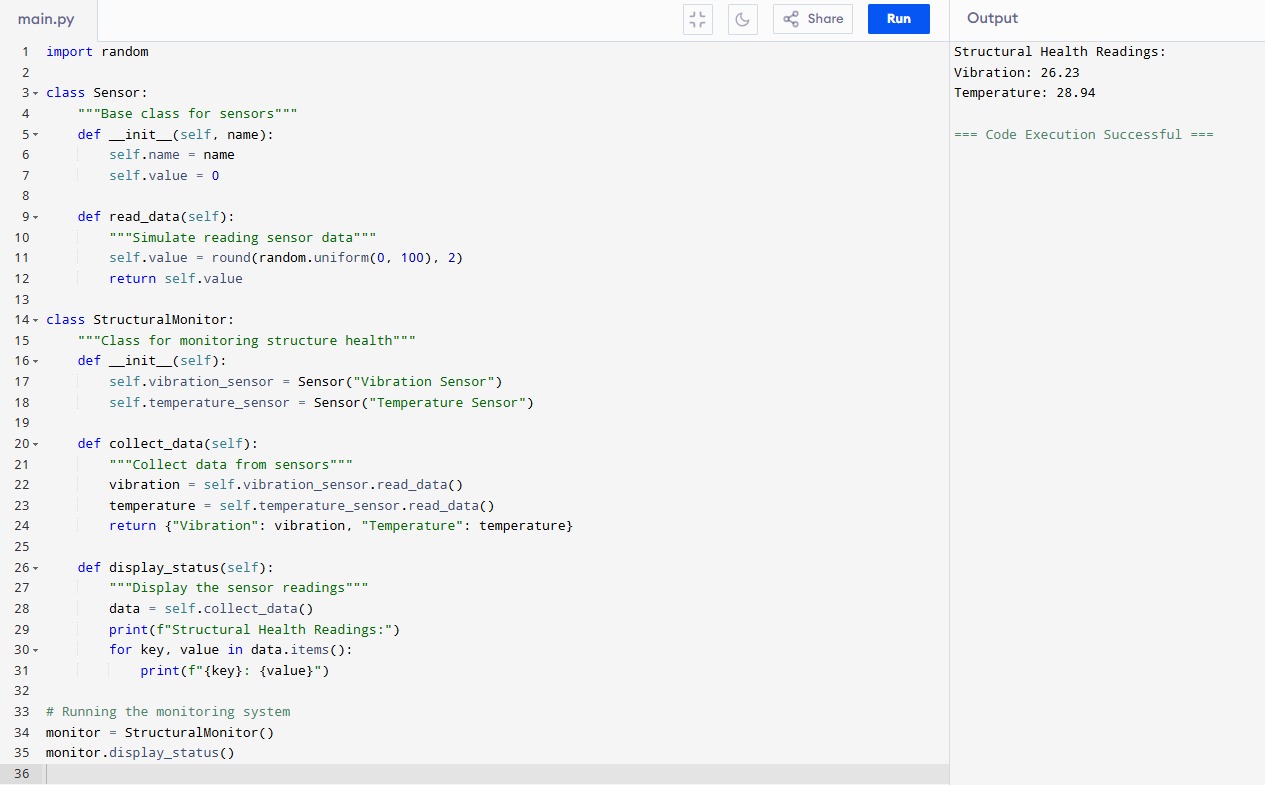 main.py
Share
Run
Output
1 import random
2
3 class Sensor:
4     """Base class for sensors"""
5     def __init__(self, name):
6         self.name = name
7         self.value = 0
8
9     def read_data(self):
10         """Simulate reading sensor data"""
11         self.value = round(random.uniform(0, 100), 2)
12         return self.value
13
14 class StructuralMonitor:
15     """Class for monitoring structure health"""
16     def __init__(self):
17         self.vibration_sensor = Sensor("Vibration Sensor")
18         self.temperature_sensor = Sensor("Temperature Sensor")
19
20     def collect_data(self):
21         """Collect data from sensors"""
22         vibration = self.vibration_sensor.read_data()
23         temperature = self.temperature_sensor.read_data()
24         return {"Vibration": vibration, "Temperature": temperature}
25
26     def display_status(self):
27         """Display the sensor readings"""
28         data = self.collect_data()
29         print(f"Structural Health Readings:")
30         for key, value in data.items():
31             print(f"{key}: {value}")
32
33 # Running the monitoring system
34 monitor = StructuralMonitor()
35 monitor.display_status()
36
Structural Health Readings:
Vibration: 26.23
Temperature: 28.94
=== Code Execution Successful ===